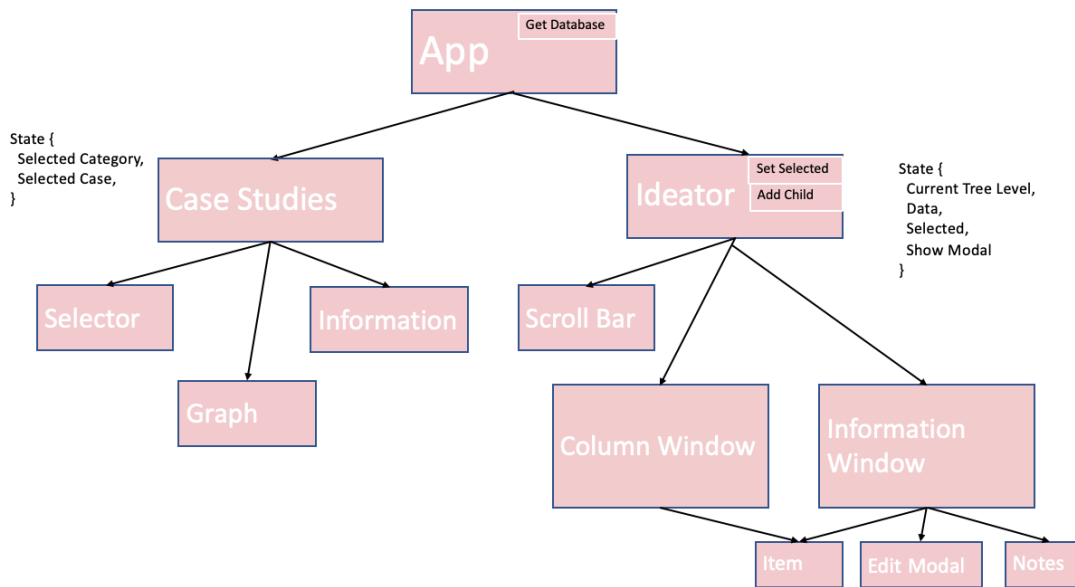 App
Get Database
State {
Selected Category,
Selected Case,
}
Case Studies
Ideator
Set Selected
Add Child
State {
Current Tree Level,
Data,
Selected,
Show Modal
}
Selector
Information
Scroll Bar
Graph
Column Window
Information
Window
Item
Edit Modal
Notes